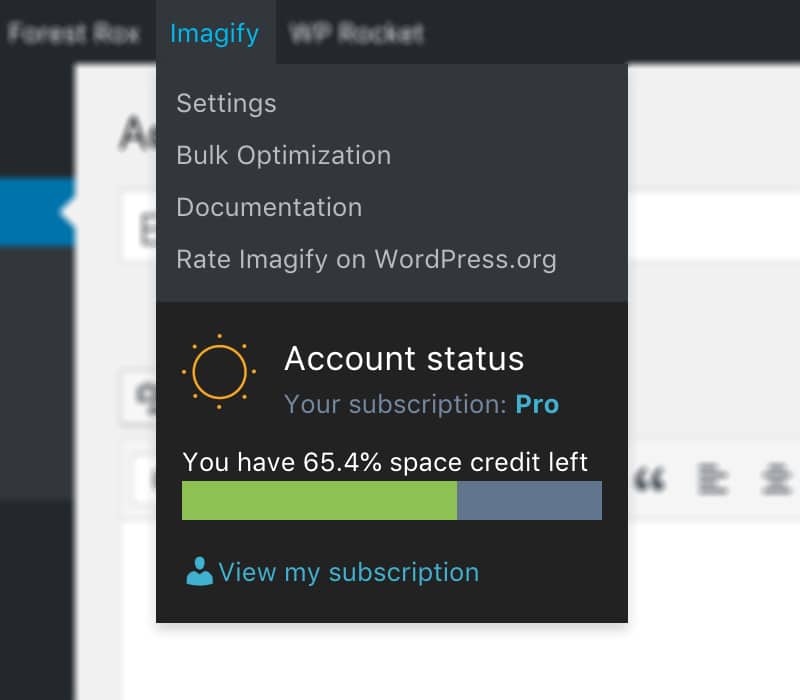 Forest Rox Imagify WP Rocket
Settings
Bulk Optimization
Documentation
Rate Imagify on WordPress.org
Account status
Your subscription: Pro
You have 65.4% space credit left
View my subscription